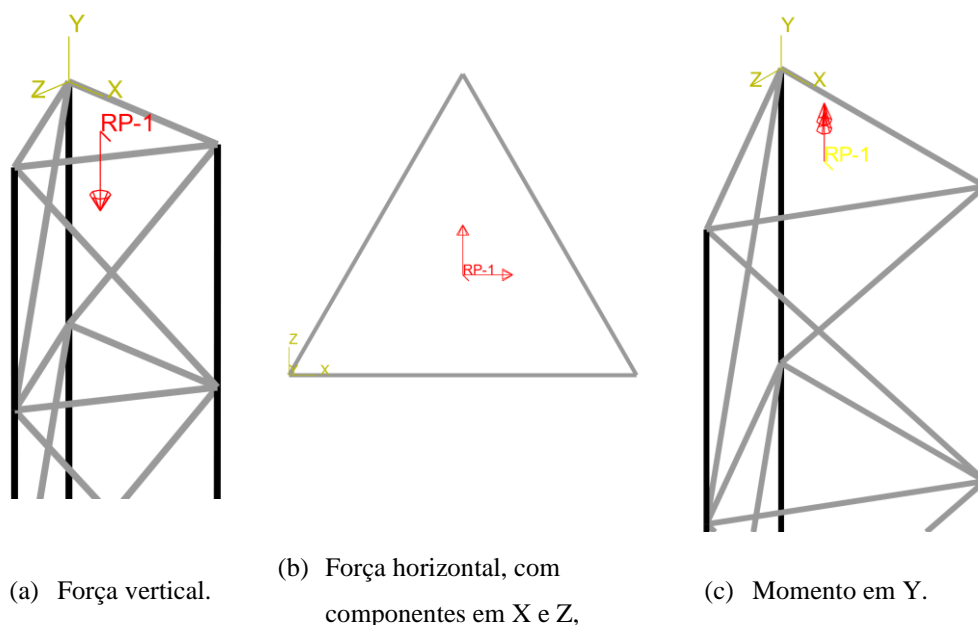 Y
Z
X
RP-1
Z
X
RP-1
Y
Z
X
RP-1
(a) Força vertical.
(b) Força horizontal, com
componentes em X e Z,
(c) Momento em Y.